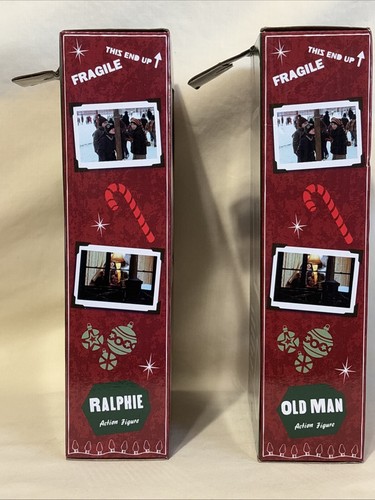 THIS END UP
FRAGILE
RALPHIE
Action Figure
THIS END UP
FRAGILE
OLD MAN
Action Figure